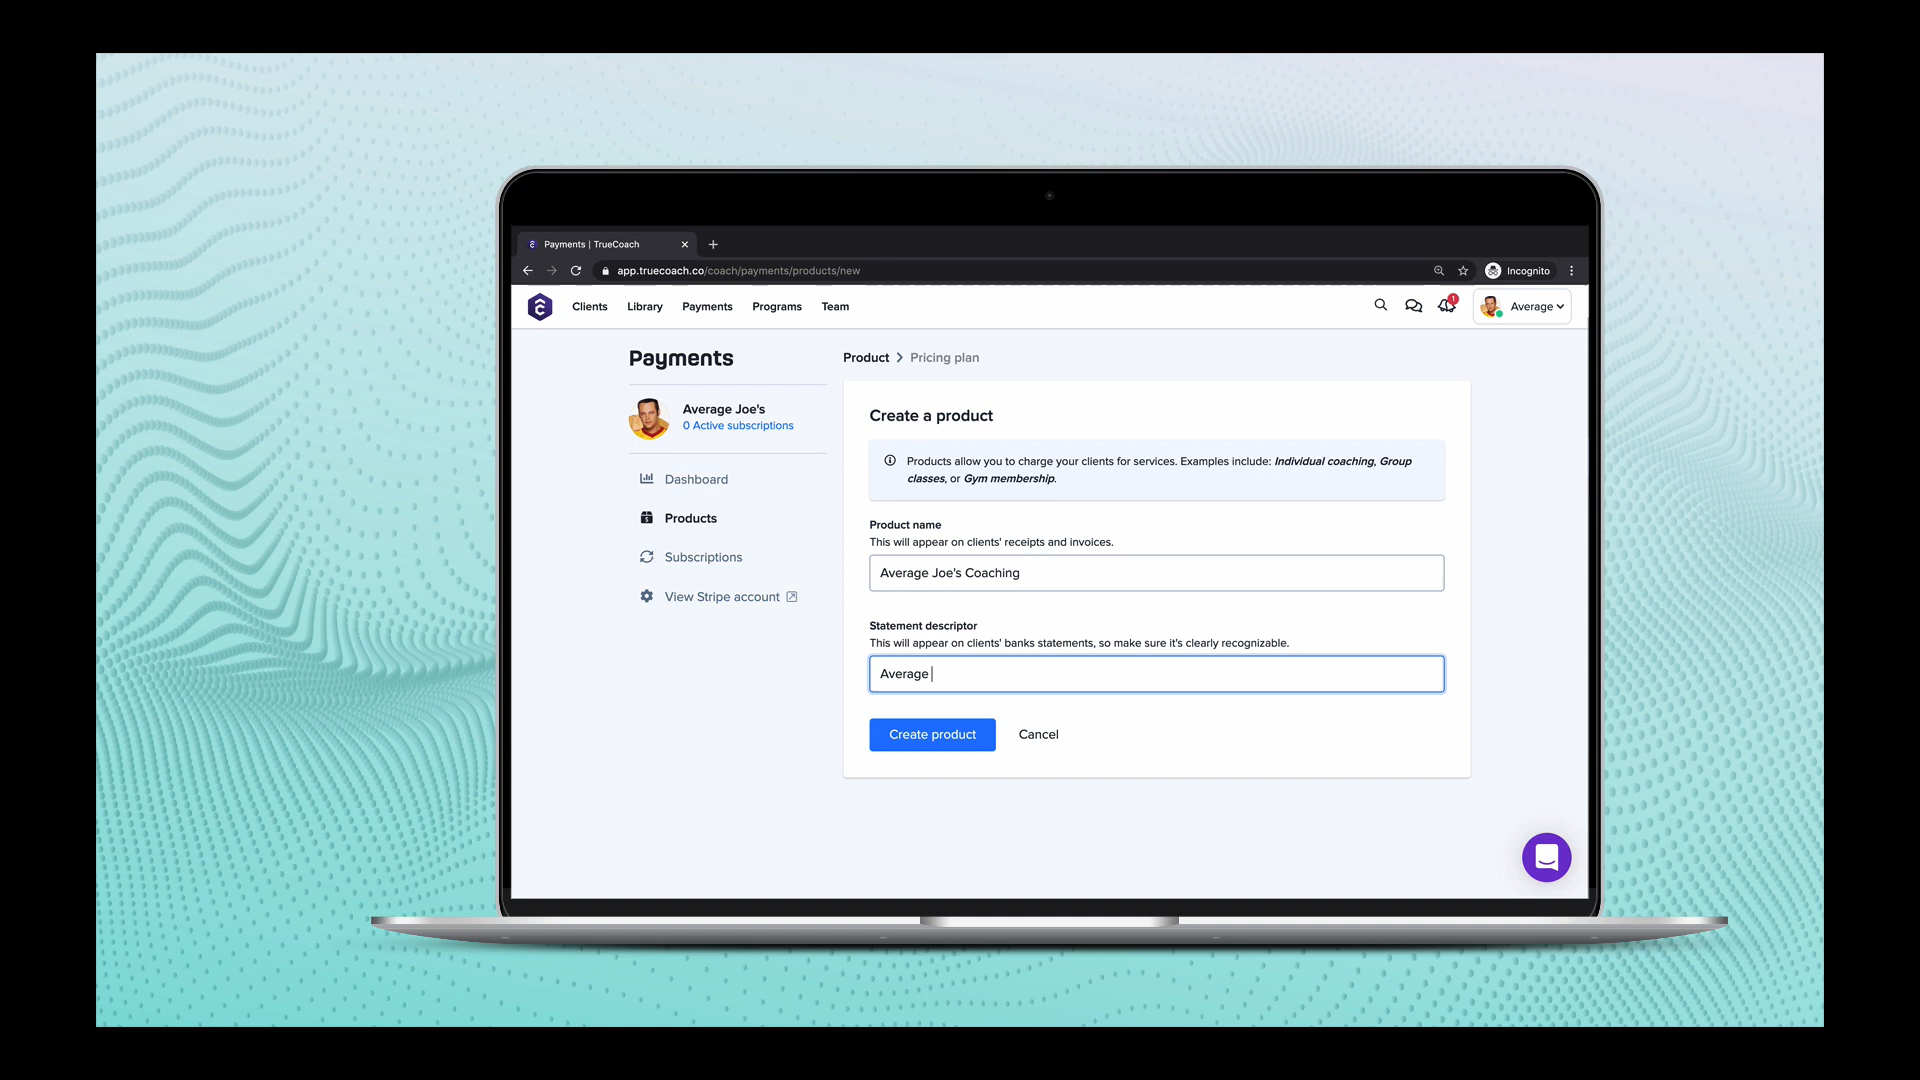 Payments | TrueCoach
app.truecoach.co/coach/payments/products/new
Incognito
Clients
Library
Payments
Programs
Team
1
Average
Payments
Average Joe's
0 Active subscriptions
Dashboard
Products
Subscriptions
View Stripe account
Product > Pricing plan
Create a product
Products allow you to charge your clients for services. Examples include: Individual coaching, Group
classes, or Gym membership.
Product name
This will appear on clients' receipts and invoices.
Average Joe's Coaching
Statement descriptor
This will appear on clients' banks statements, so make sure it's clearly recognizable.
Average
Create product
Cancel